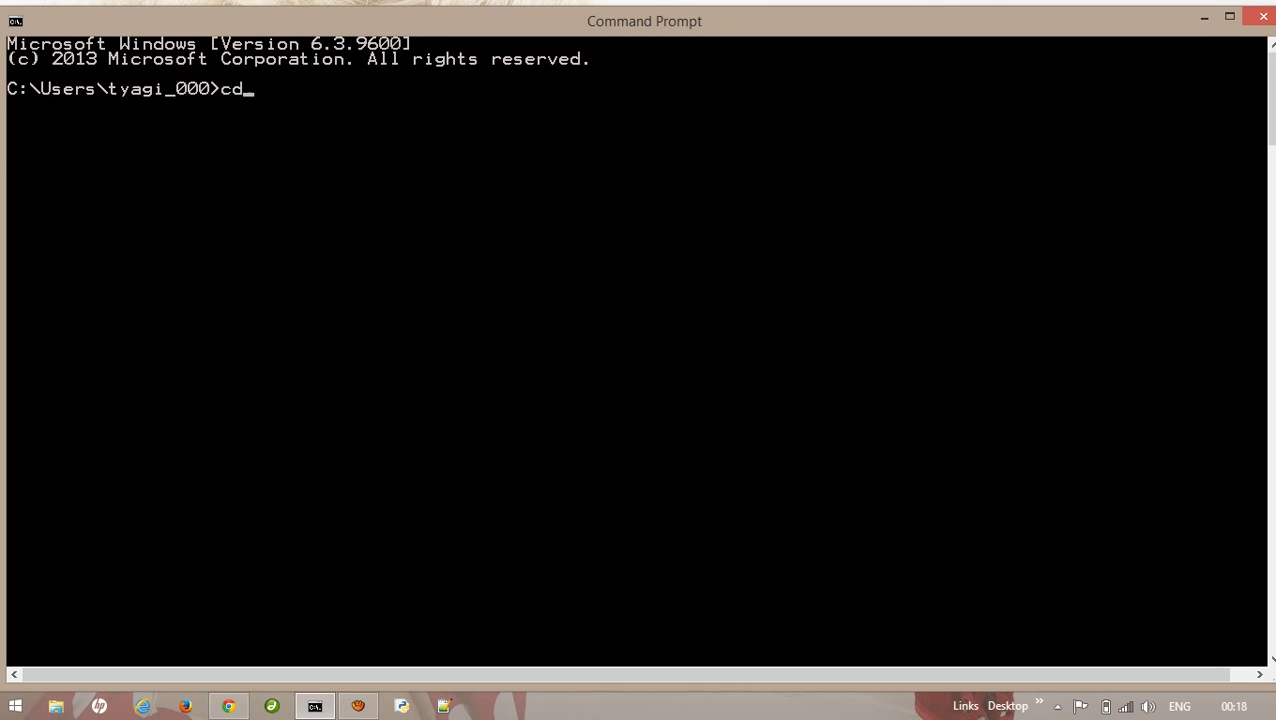 Command Prompt
Microsoft Windows [Version 6.3.9600]
(c) 2013 Microsoft Corporation. All rights reserved.
C:\Users\tyagi_000>cd_
Links Desktop » ENG 00:18